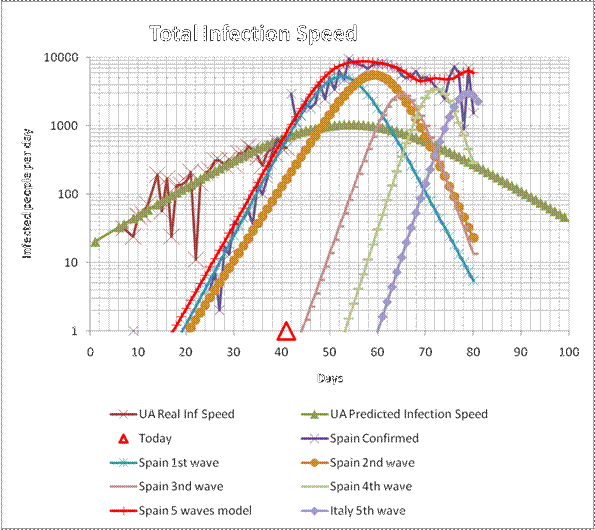 Total Infection Speed
Infected people per day
10000
1000
100
10
1
0 10 20 30 40 50 60 70 80 90 100
Days
UA Real Inf Speed UA Predicted Infection Speed
Today Spain Confirmed
Spain 1st wave Spain 2nd wave
Spain 3nd wave Spain 4th wave
Spain 5 waves model Italy 5th wave